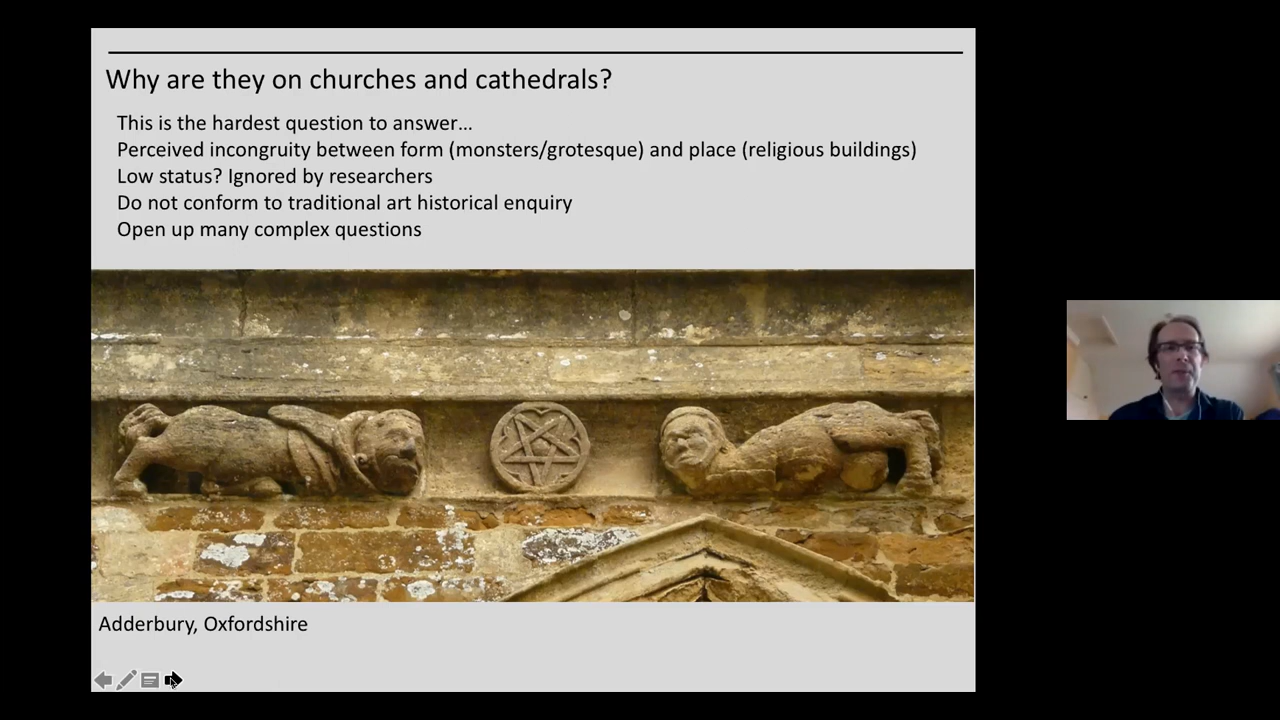 Why are they on churches and cathedrals?
This is the hardest question to answer...
Perceived incongruity between form (monsters/grotesque) and place (religious buildings)
Low status? Ignored by researchers
Do not conform to traditional art historical enquiry
Open up many complex questions
Adderbury, Oxfordshire